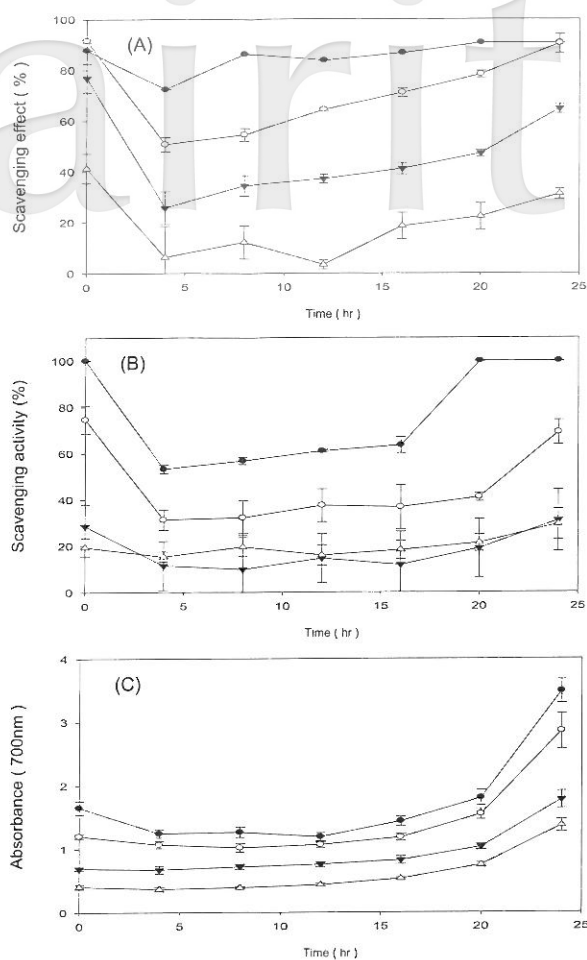 airiti
(A)
Scavenging effect ( % )
100
80
60
40
20
0
0 5 10 15 20 25
Time ( hr )
(B)
Scavenging activity (%)
100
80
60
40
20
0
0 5 10 15 20 25
Time ( hr )
(C)
Absorbance ( 700nm )
4
3
2
1
0
0 5 10 15 20 25
Time ( hr )